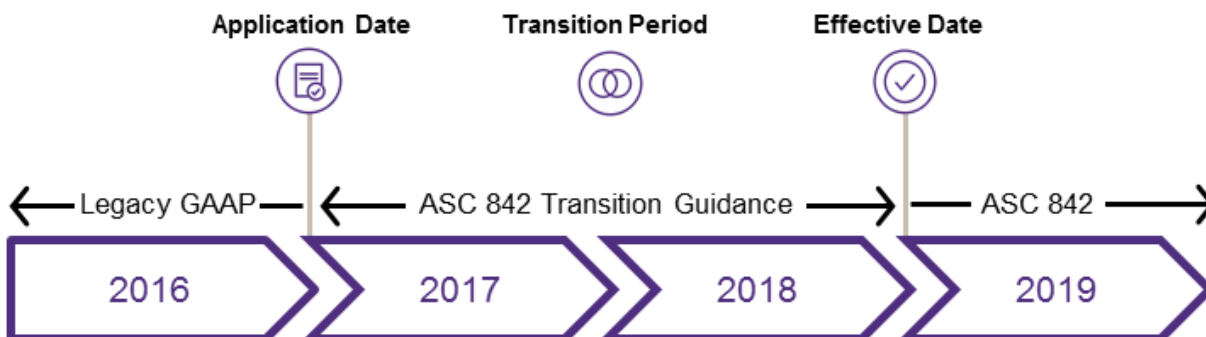 Application Date Transition Period Effective Date
Legacy GAAP ASC 842 Transition Guidance ASC 842
2016 2017 2018 2019